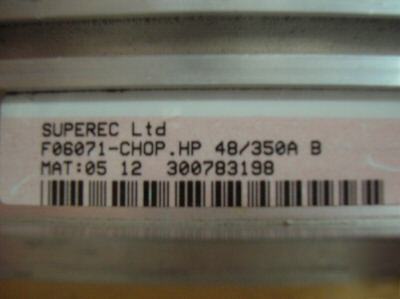 SUPEREC Ltd
F06071-CHOP.HP 48/350A B
MAT:05 12 300783198